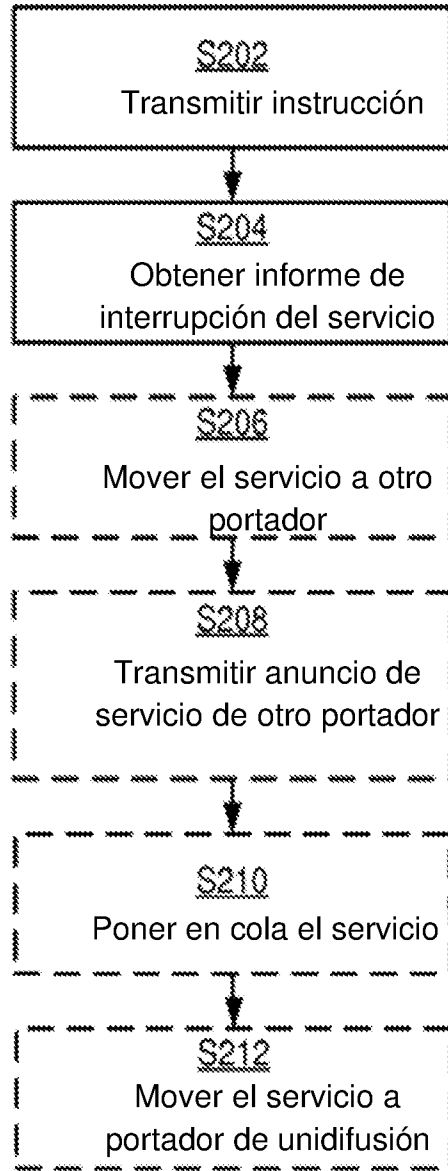 S202
Transmitir instrucción
S204
Obtener informe de
interrupción del servicio
S206
Mover el servicio a otro
portador
S208
Transmitir anuncio de
servicio de otro portador
S210
Poner en cola el servicio
S212
Mover el servicio a
portador de unidifusión